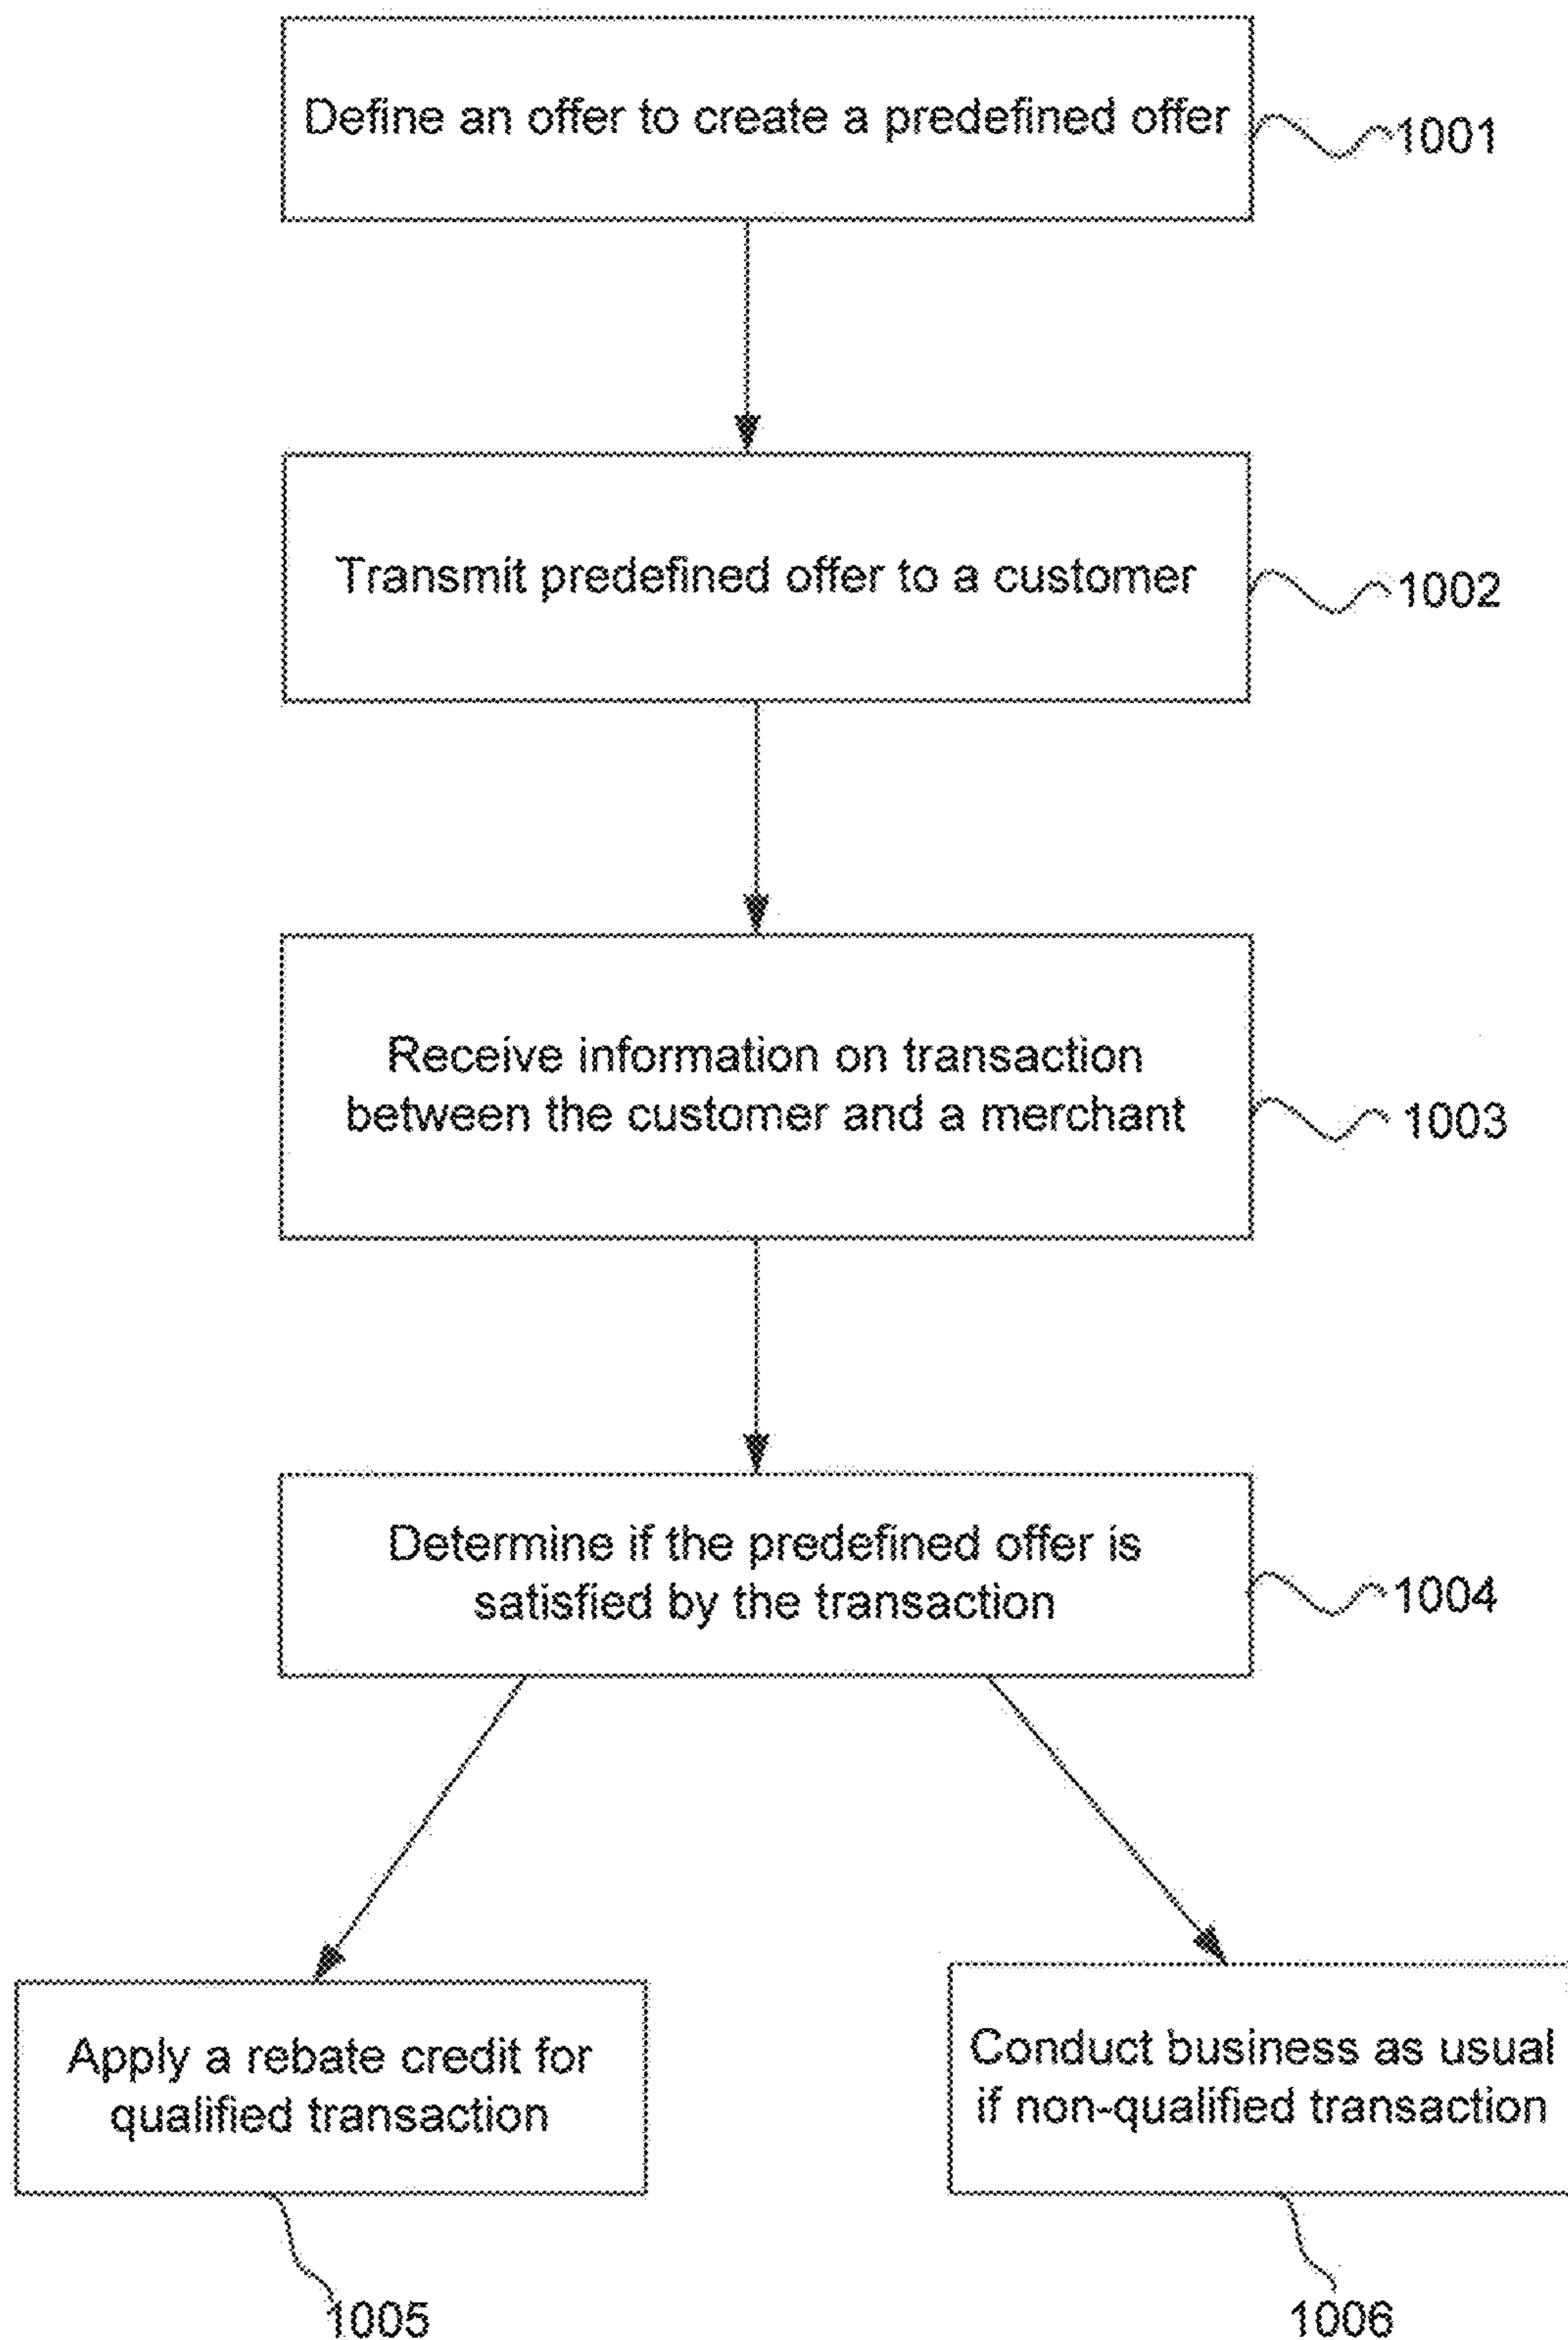 Define an offer to create a predefined offer
1001
Transmit predefined offer to a customer
1002
Receive information on transaction
between the customer and a merchant
1003
Determine if the predefined offer is
satisfied by the transaction
1004
Apply a rebate credit for
qualified transaction
1005
Conduct business as usual
if non-qualified transaction
1006